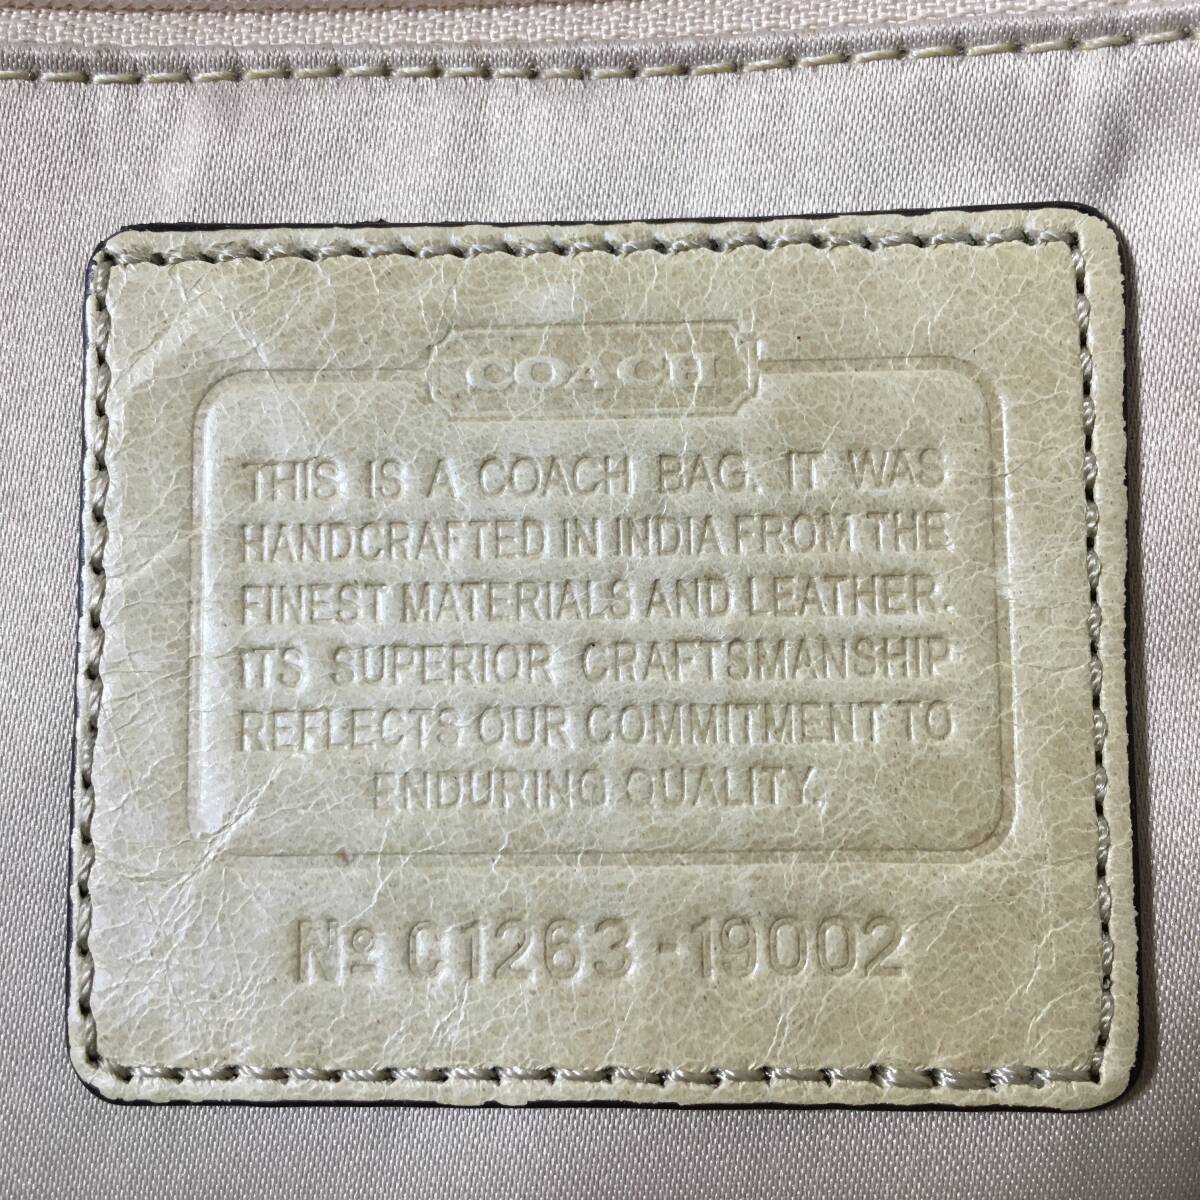 COACH
THIS IS A COACH BAG. IT WAS
HANDCRAFTED IN INDIA FROM THE
FINEST MATERIALS AND LEATHER.
ITS SUPERIOR CRAFTSMANSHIP
REFLECTS OUR COMMITMENT TO
ENDURING QUALITY.
Nº C1263-19002